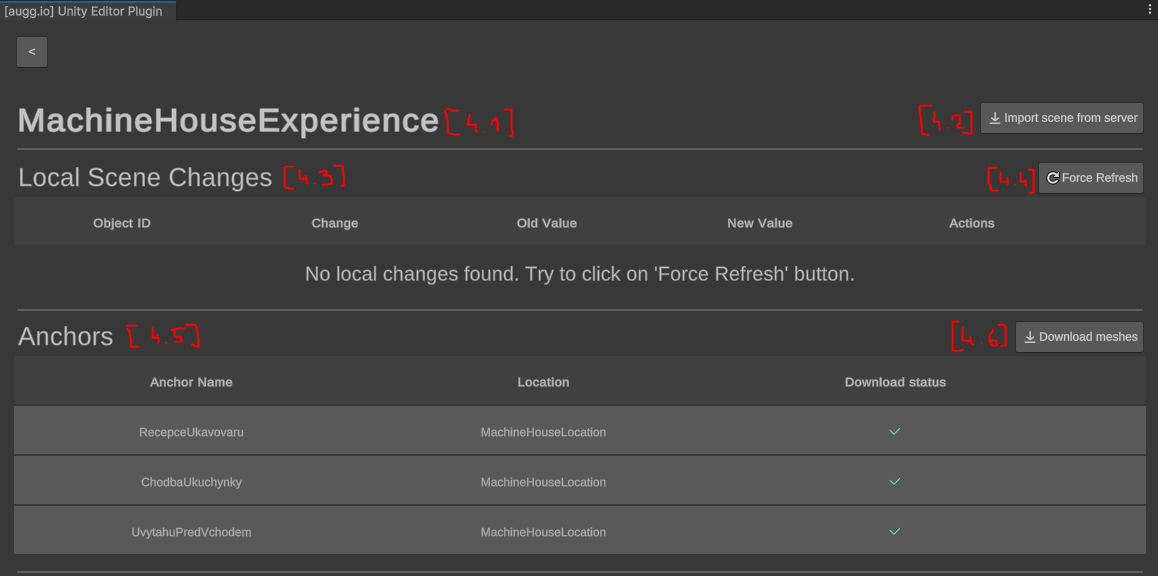 [augg.io] Unity Editor Plugin
<
MachineHouseExperience [4.1] [4.2] Import scene from server
Local Scene Changes [4.3] [4.4] Force Refresh
Object ID Change Old Value New Value Actions
No local changes found. Try to click on 'Force Refresh' button.
Anchors [4.5] [4.6] Download meshes
Anchor Name Location Download status
RecepceUkavovaru MachineHouseLocation
ChodbaUkuchynky MachineHouseLocation
UvytahuPredVchodem MachineHouseLocation